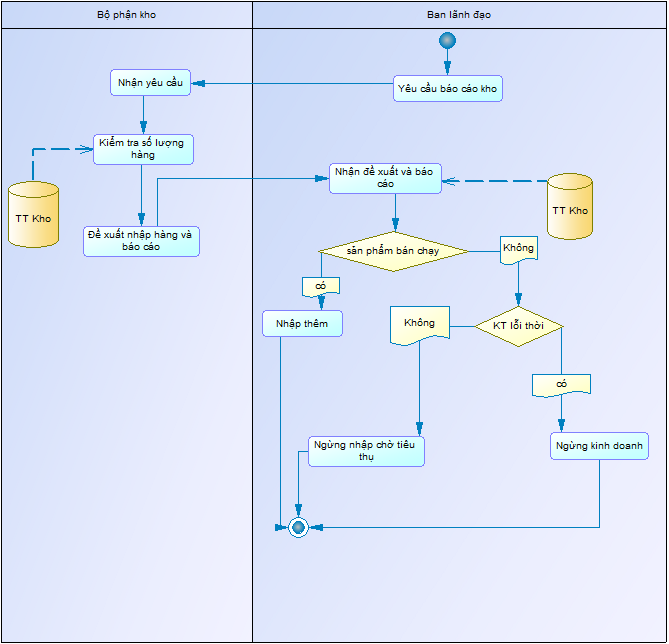 Bộ phận kho
Ban lãnh đạo
Nhận yêu cầu
Yêu cầu báo cáo kho
Kiểm tra số lượng
hàng
Nhận đề xuất và báo
cáo
TT Kho
TT Kho
Đề xuất nhập hàng và
báo cáo
sản phẩm bán chạy
Không
có
Nhập thêm
Không
KT lỗi thời
có
Ngừng nhập chờ tiêu
thụ
Ngừng kinh doanh